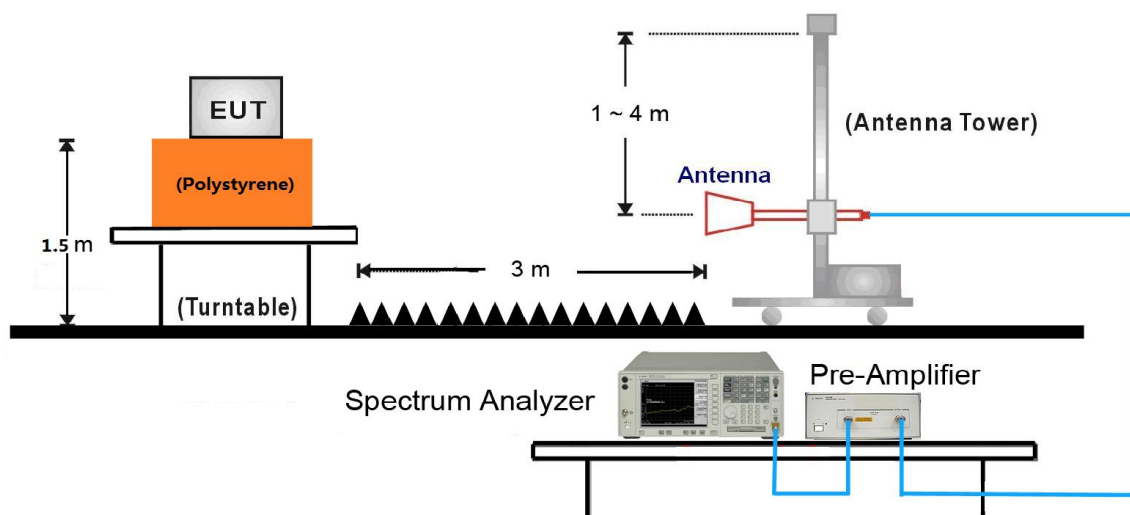 EUT
(Polystyrene)
1.5 m
(Turntable)
3 m
1 ~ 4 m
(Antenna Tower)
Antenna
Spectrum Analyzer
Pre-Amplifier